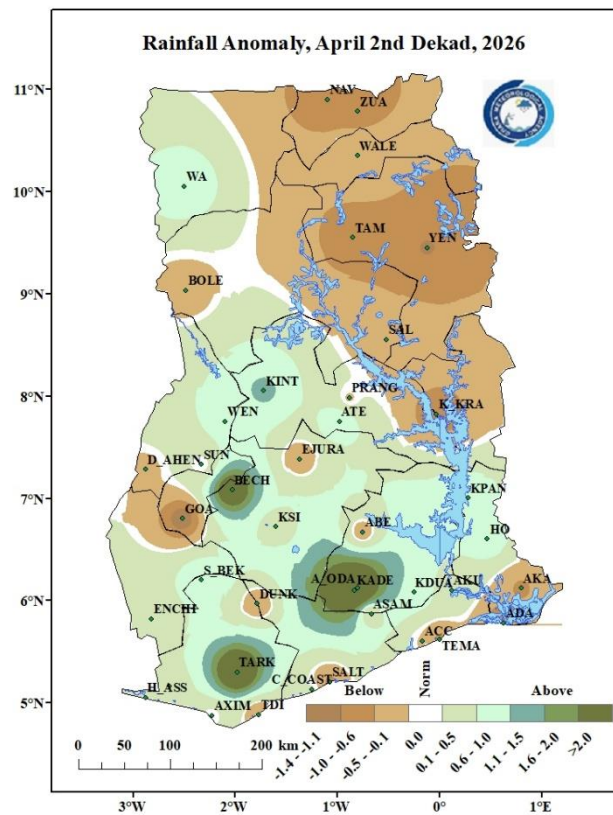 Rainfall Anomaly, April 2nd Dekad, 2026
11°N
NAV
ZUA
WALE
10°N
WA
TAM
YEN
9°N
BOLE
SAL
8°N
KINT
PRANG
K_KRA
WEN
ATE
D_AHEN
SUN
EJURA
7°N
BECH
KPAN
GOA
KSI
ABE
HO
6°N
S_BEK
A_ODA
KADE
KDUA
AKU
AKA
DUNK
ASAM
ENCHI
ADA
ACC
TEMA
TARK
SALT
C_COAST
5°N
AXIM
TDI
Below
Norm
Above
-1.4 - -1.1
-1.0 - -0.6
-0.5 - -0.1
0.0
0.1 - 0.5
0.6 - 1.0
1.1 - 1.5
1.6 - 2.0
>2.0
0 50 100 200
km
3°W 2°W 1°W 0° 1°E